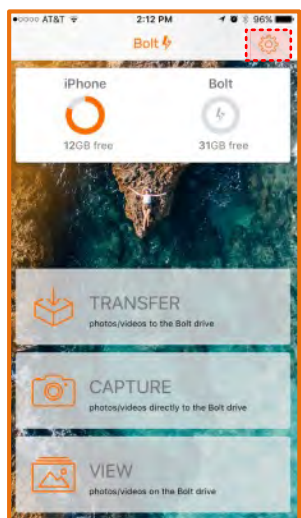 AT&T 2:12 PM 96%
Bolt
iPhone Bolt
12GB free 31GB free
TRANSFER
photos/videos to the Bolt drive
CAPTURE
photos/videos directly to the Bolt drive
VIEW
photos/videos on the Bolt drive